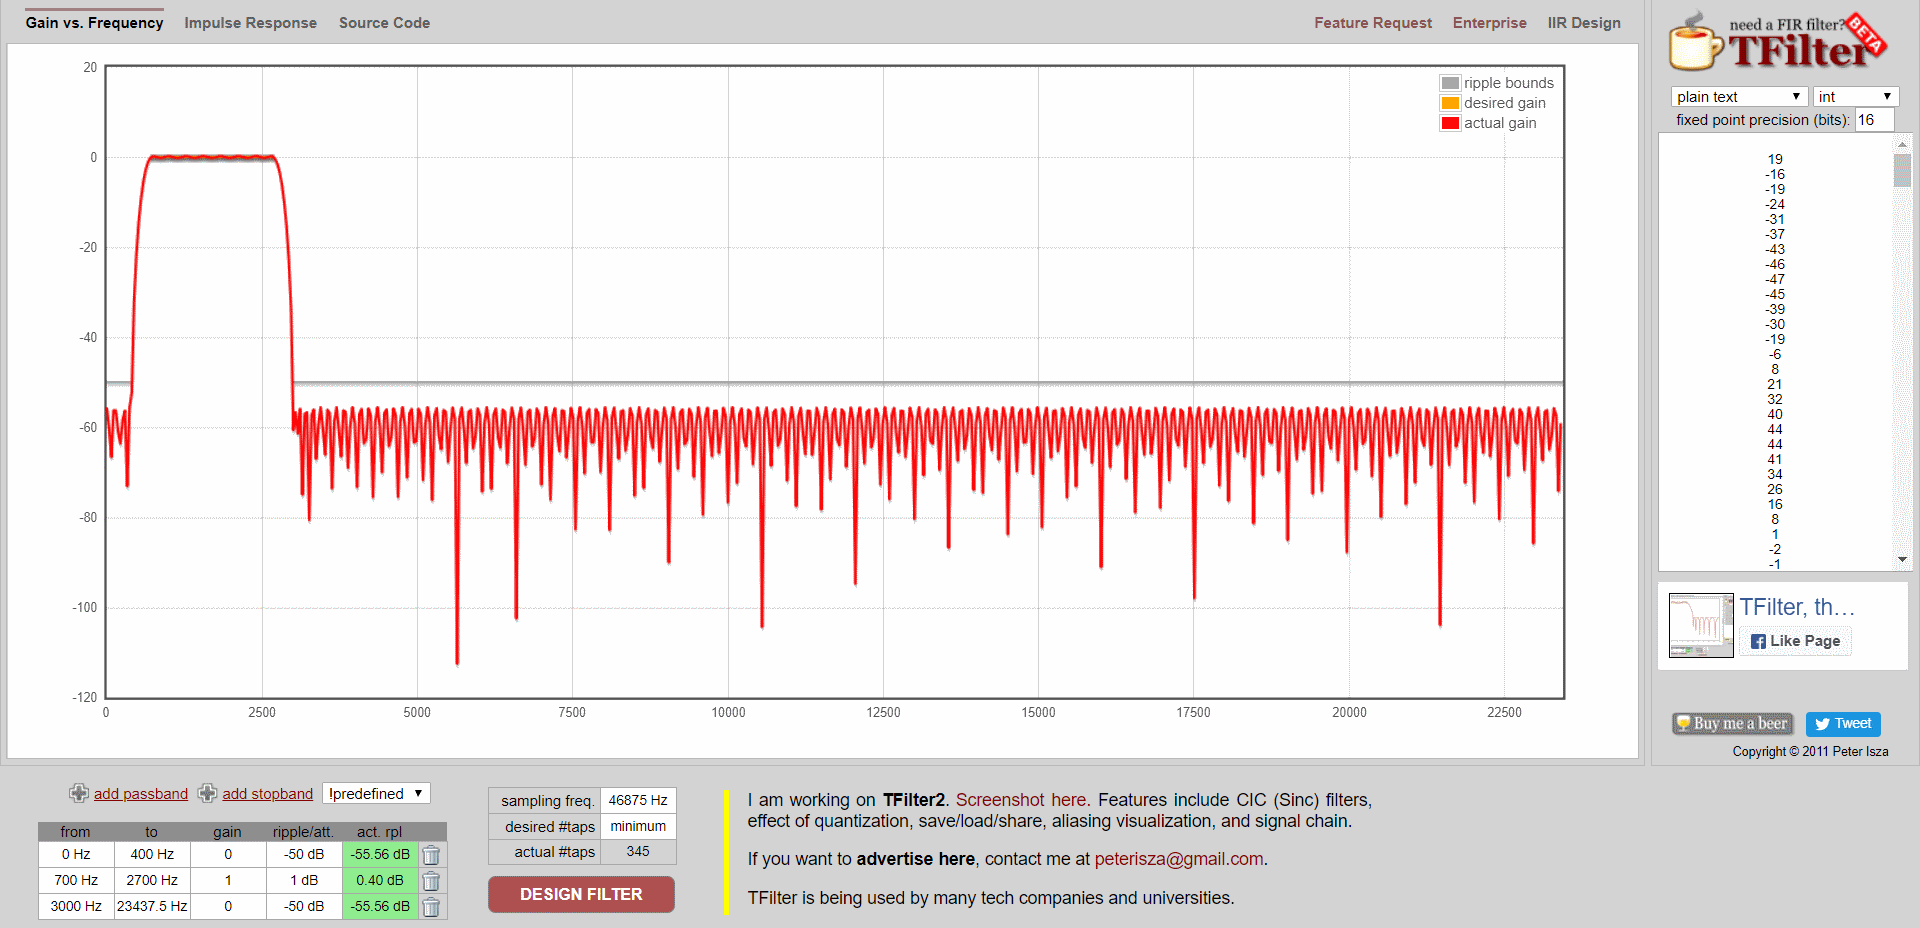 Gain vs. Frequency Impulse Response Source Code Feature Request Enterprise IIR Design
20
0
-20
-40
-60
-80
-100
-120
0 2500 5000 7500 10000 12500 15000 17500 20000 22500
ripple bounds
desired gain
actual gain
need a FIR filter?
TFilter
BETA
plain text ▼ int ▼
fixed point precision (bits): 16
19
-16
-19
-24
-31
-37
-43
-46
-47
-45
-39
-30
-19
-6
8
21
32
40
44
44
41
34
26
16
8
1
-2
-1
TFilter, th…
Like Page
Buy me a beer Tweet
Copyright © 2011 Peter Isza
add passband add stopband !predefined ▼
from to gain ripple/att. act. rpl
0 Hz 400 Hz 0 -50 dB -55.56 dB
700 Hz 2700 Hz 1 1 dB 0.40 dB
3000 Hz 23437.5 Hz 0 -50 dB -55.56 dB
sampling freq. 46875 Hz
desired #taps minimum
actual #taps 345
DESIGN FILTER
I am working on TFilter2. Screenshot here. Features include CIC (Sinc) filters,
effect of quantization, save/load/share, aliasing visualization, and signal chain.
If you want to advertise here, contact me at peterisza@gmail.com.
TFilter is being used by many tech companies and universities.